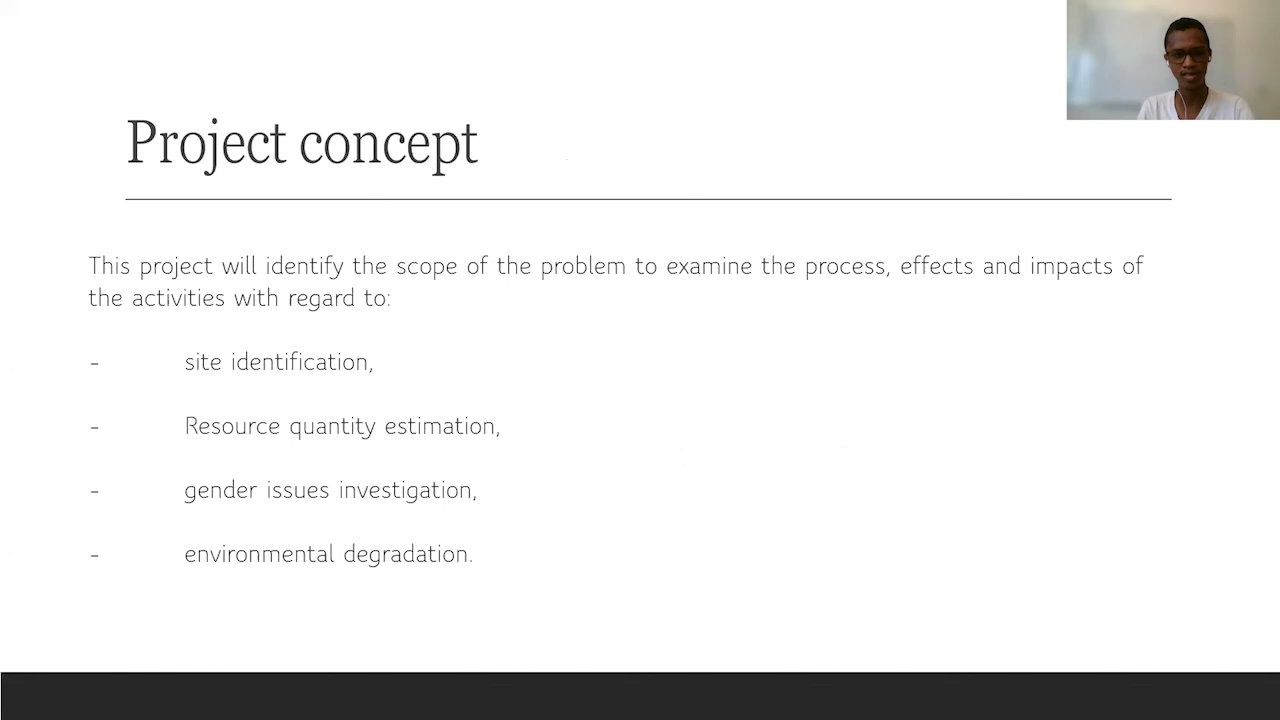 Project concept
This project will identify the scope of the problem to examine the process, effects and impacts of
the activities with regard to:
- site identification,
- Resource quantity estimation,
- gender issues investigation,
- environmental degradation.